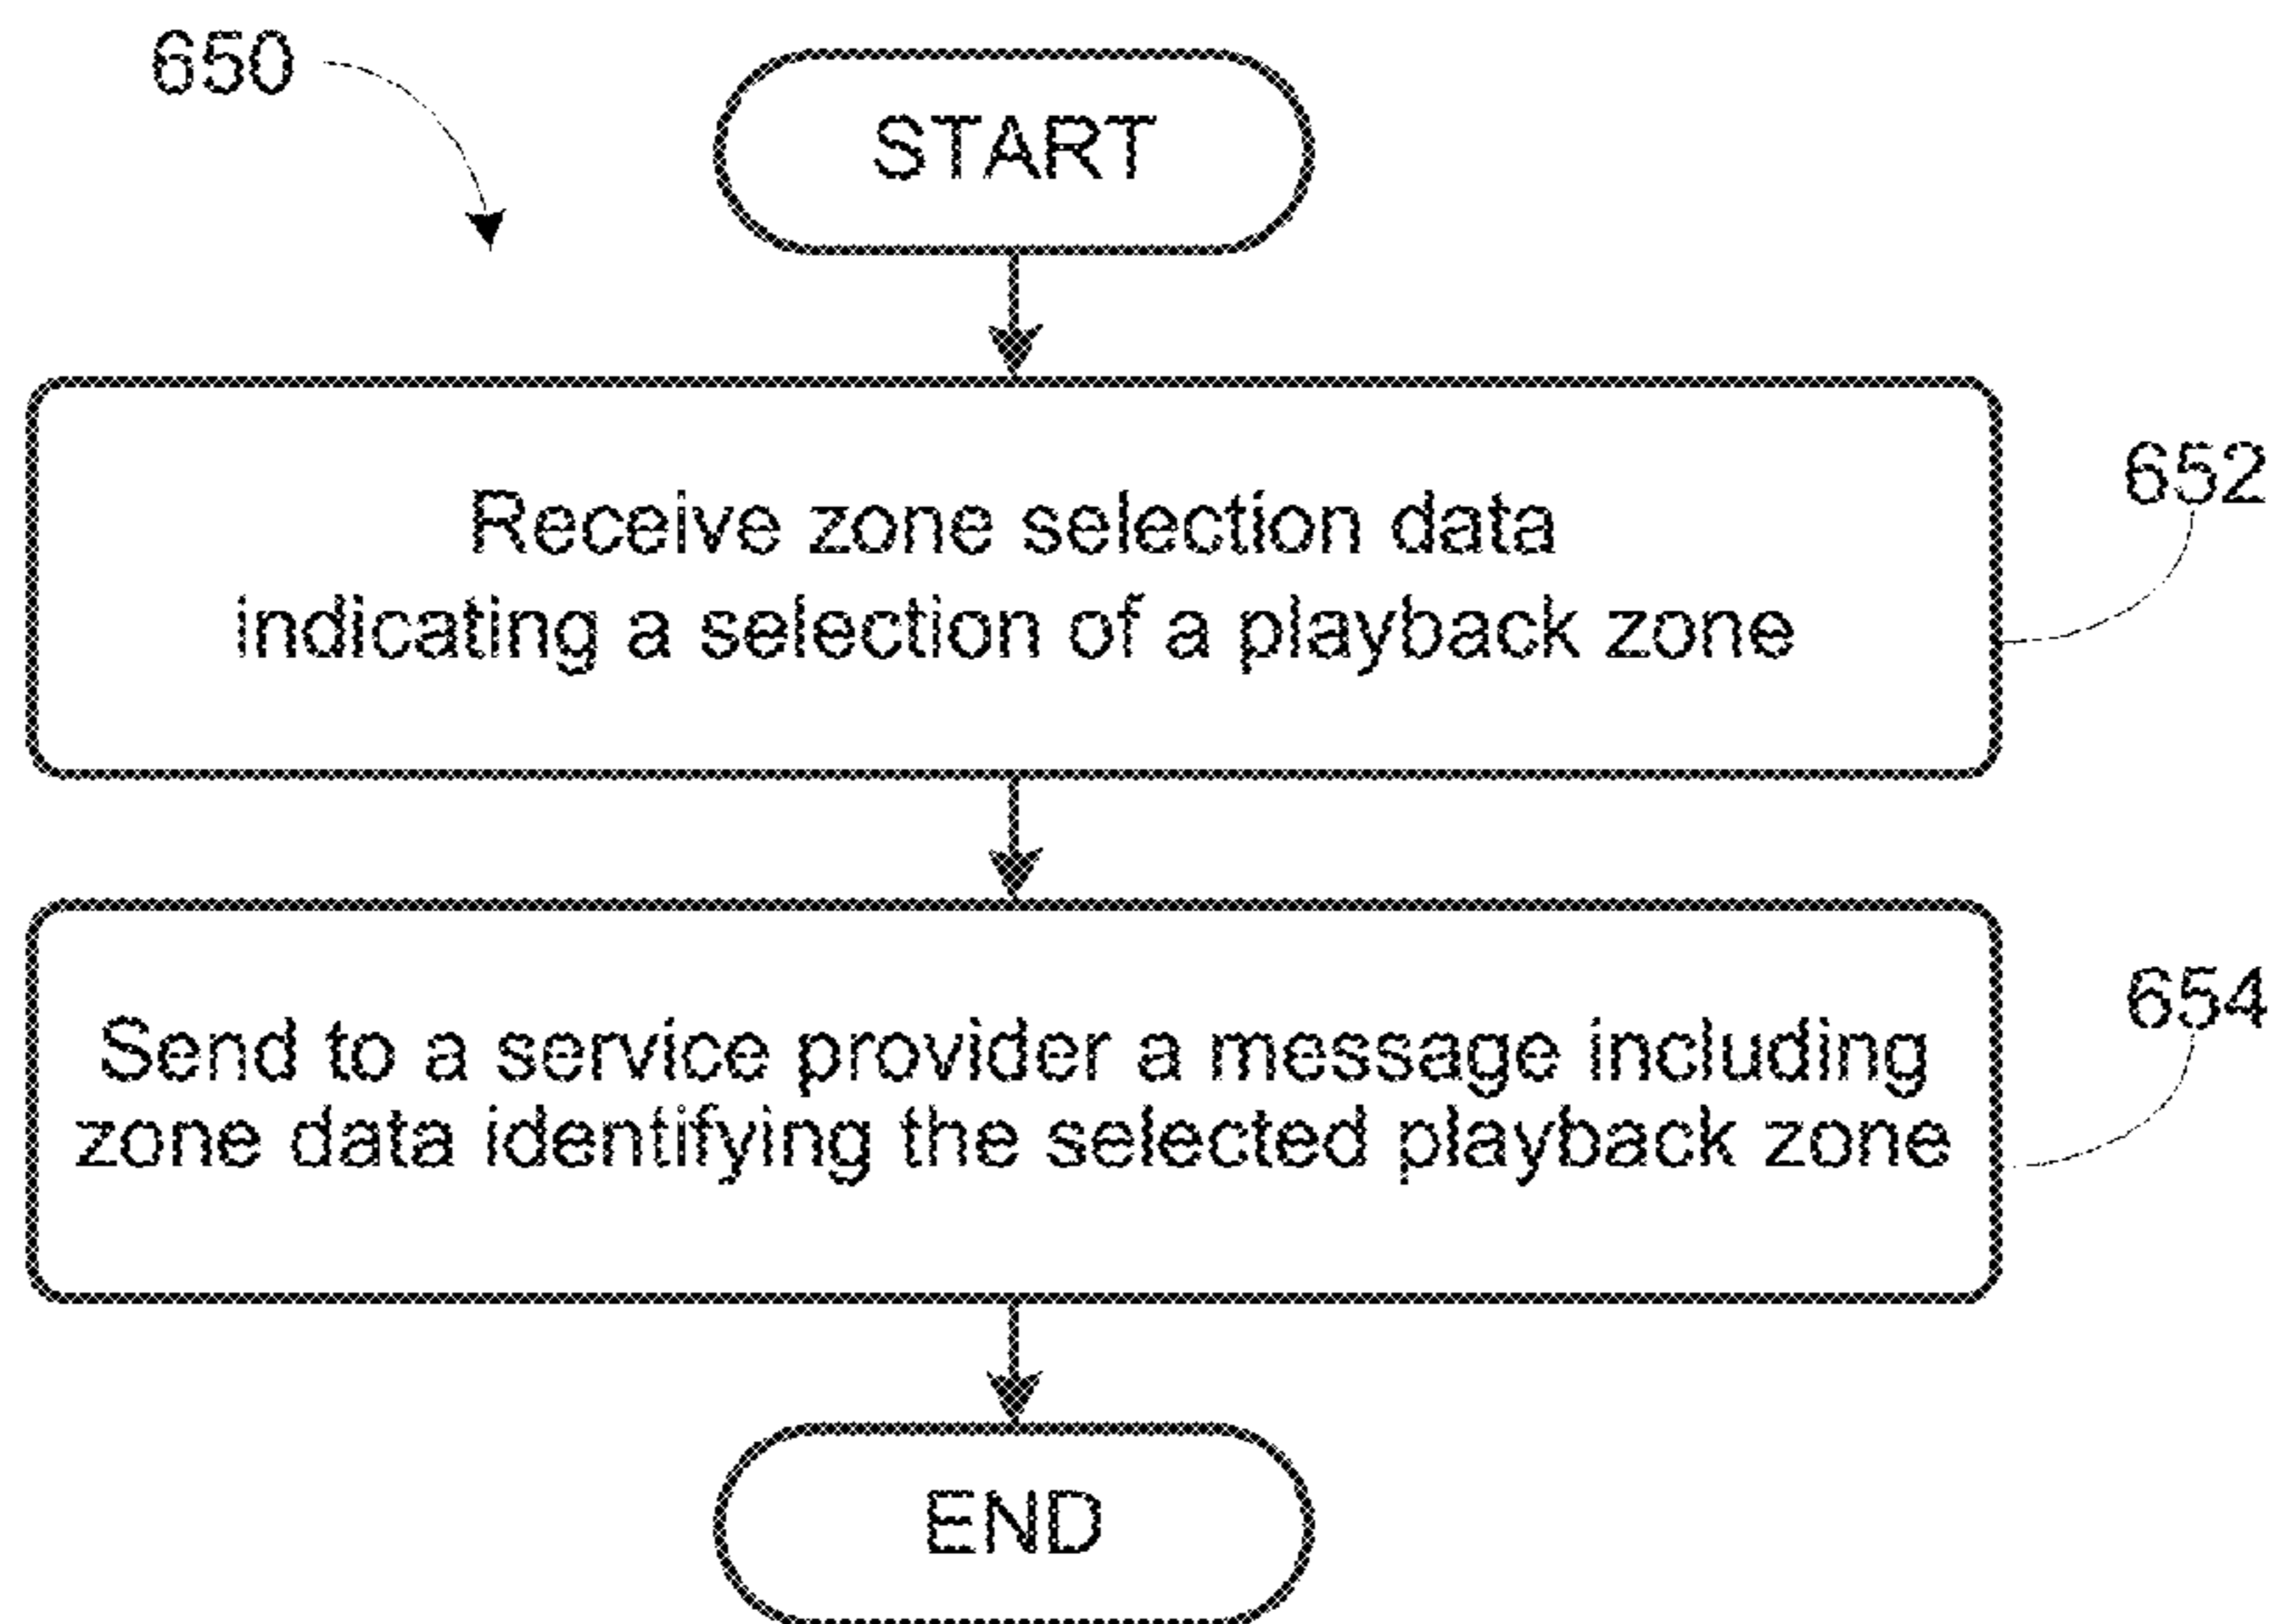 650
START
Receive zone selection data
indicating a selection of a playback zone
652
Send to a service provider a message including
zone data identifying the selected playback zone
654
END